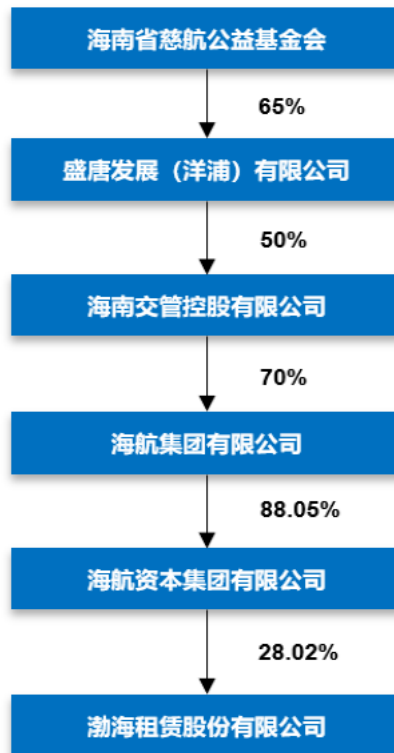 海南省慈航公益基金会
65%
盛唐发展（洋浦）有限公司
50%
海南交管控股有限公司
70%
海航集团有限公司
88.05%
海航资本集团有限公司
28.02%
渤海租赁股份有限公司